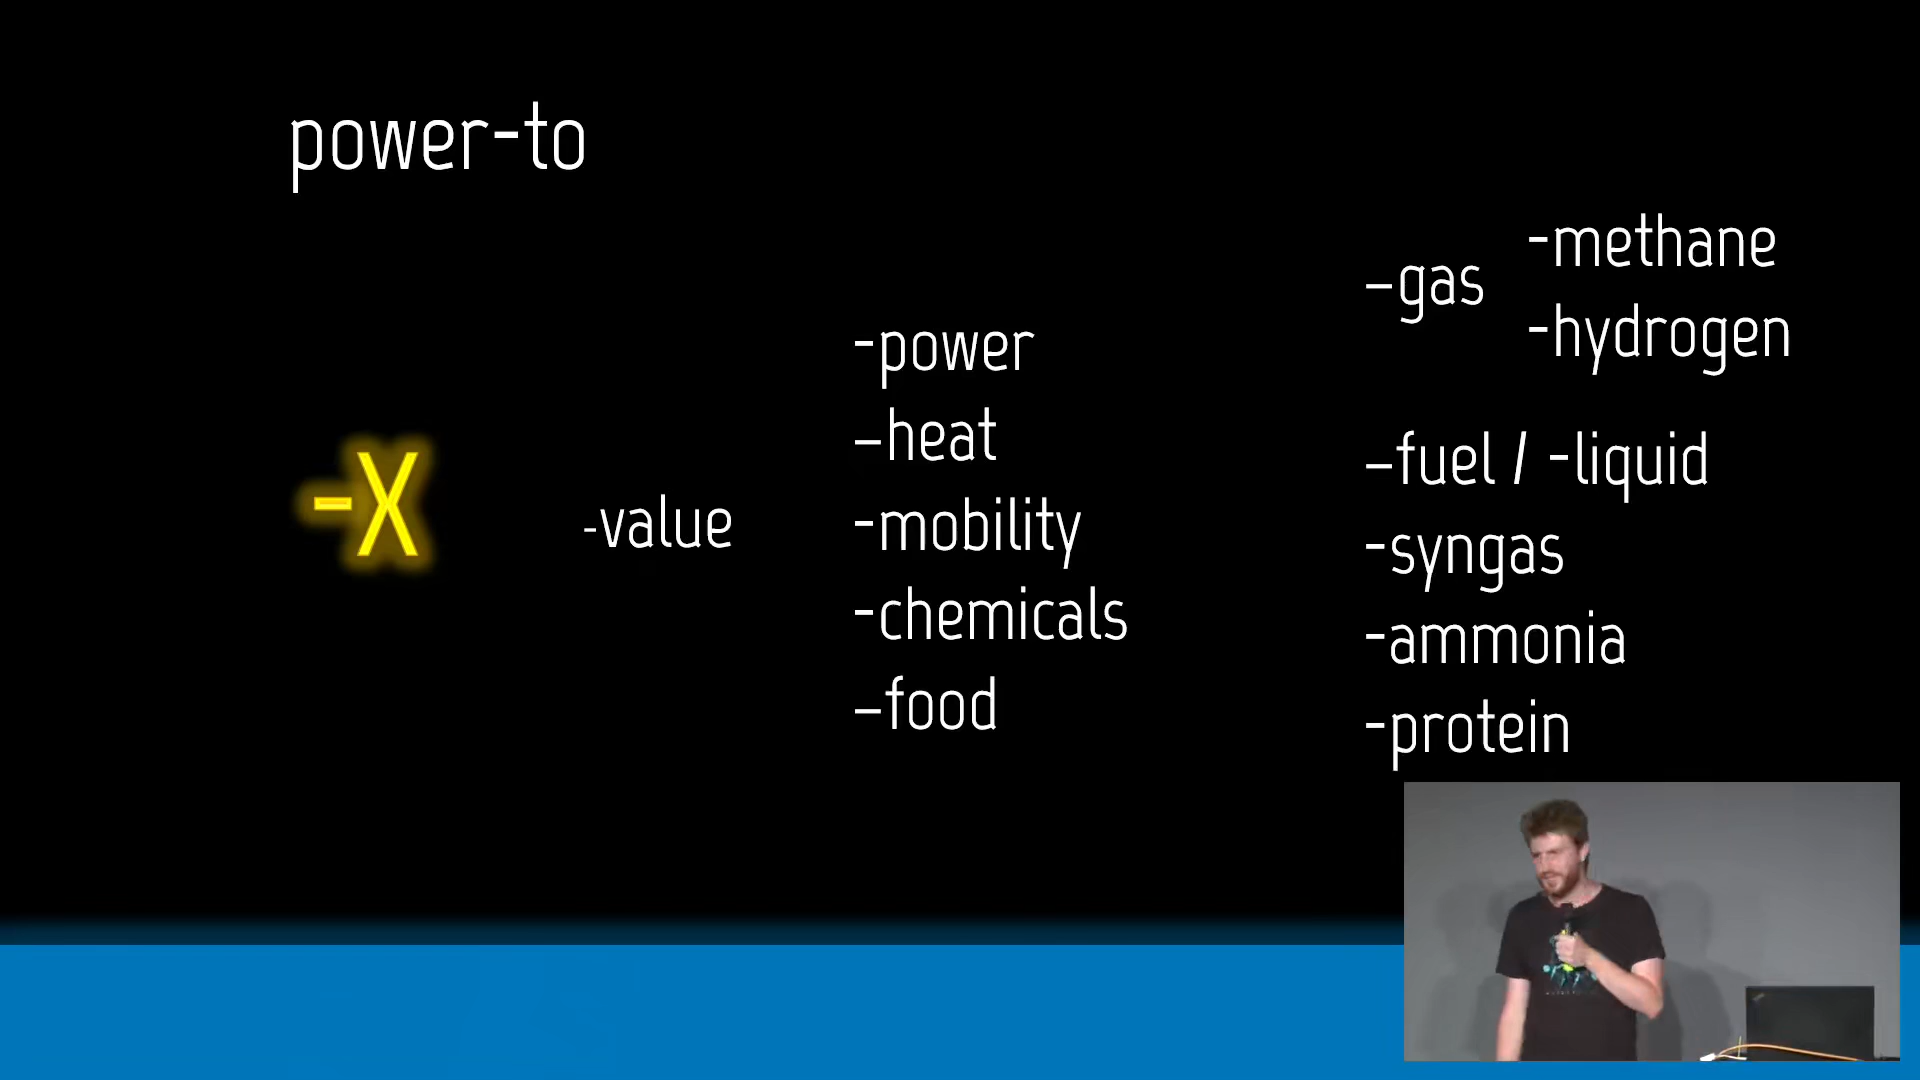 power-to
-X
-value
-power
–heat
-mobility
-chemicals
–food
–gas
-methane
-hydrogen
–fuel / -liquid
-syngas
-ammonia
-protein